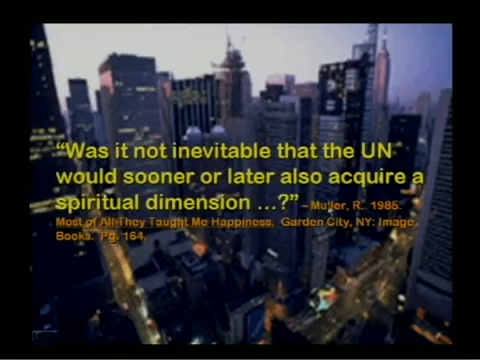 “Was it not inevitable that the UN
would sooner or later also acquire a
spiritual dimension …?” – Muller, R. 1985.
Most of All They Taught Me Happiness. Garden City, NY: Image
Books. Pg. 164.